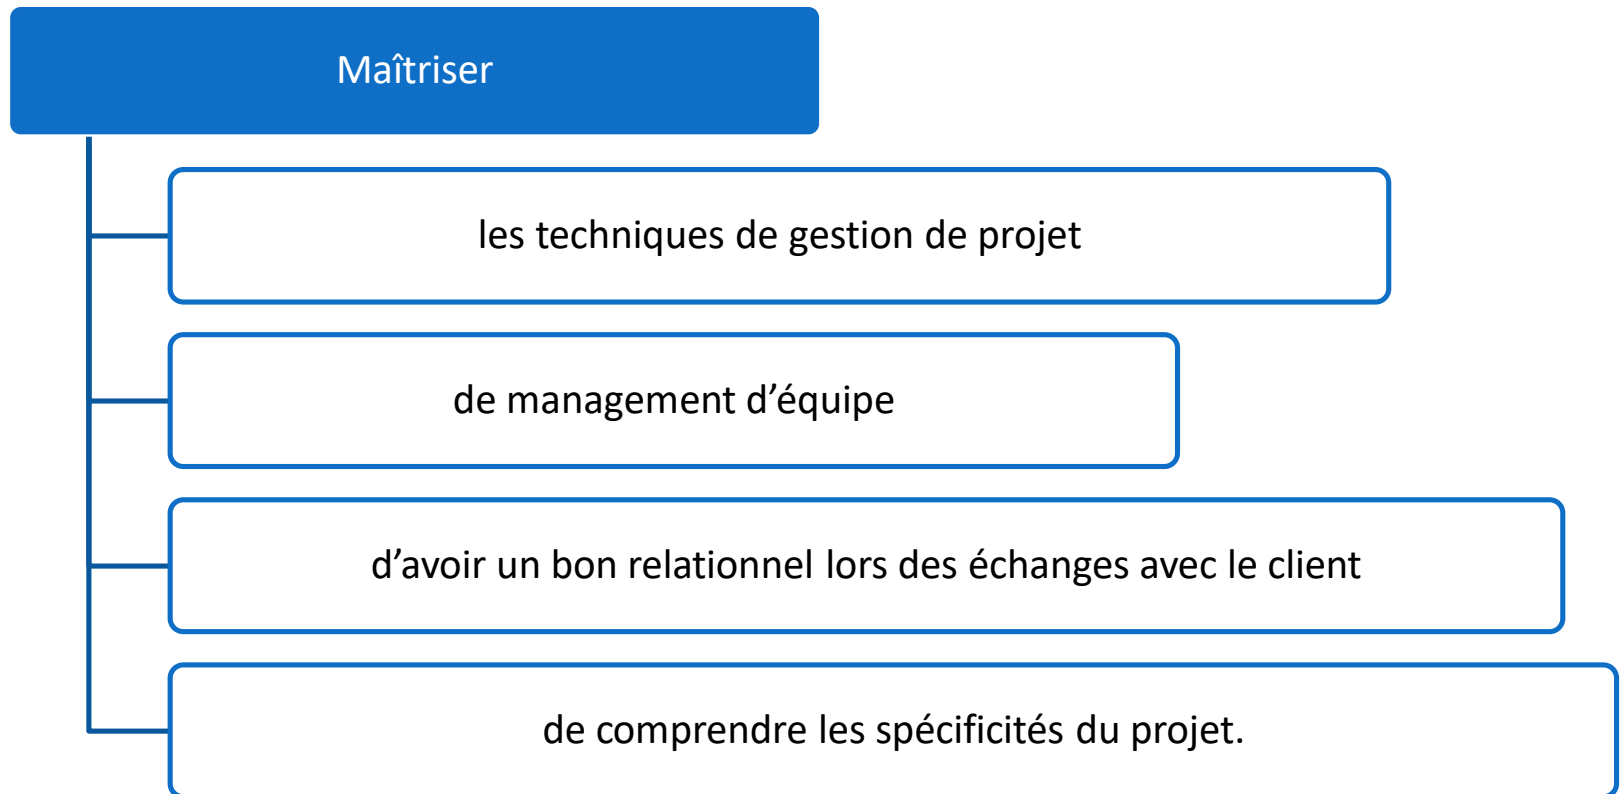 Maîtriser
les techniques de gestion de projet
de management d’équipe
d’avoir un bon relationnel lors des échanges avec le client
de comprendre les spécificités du projet.